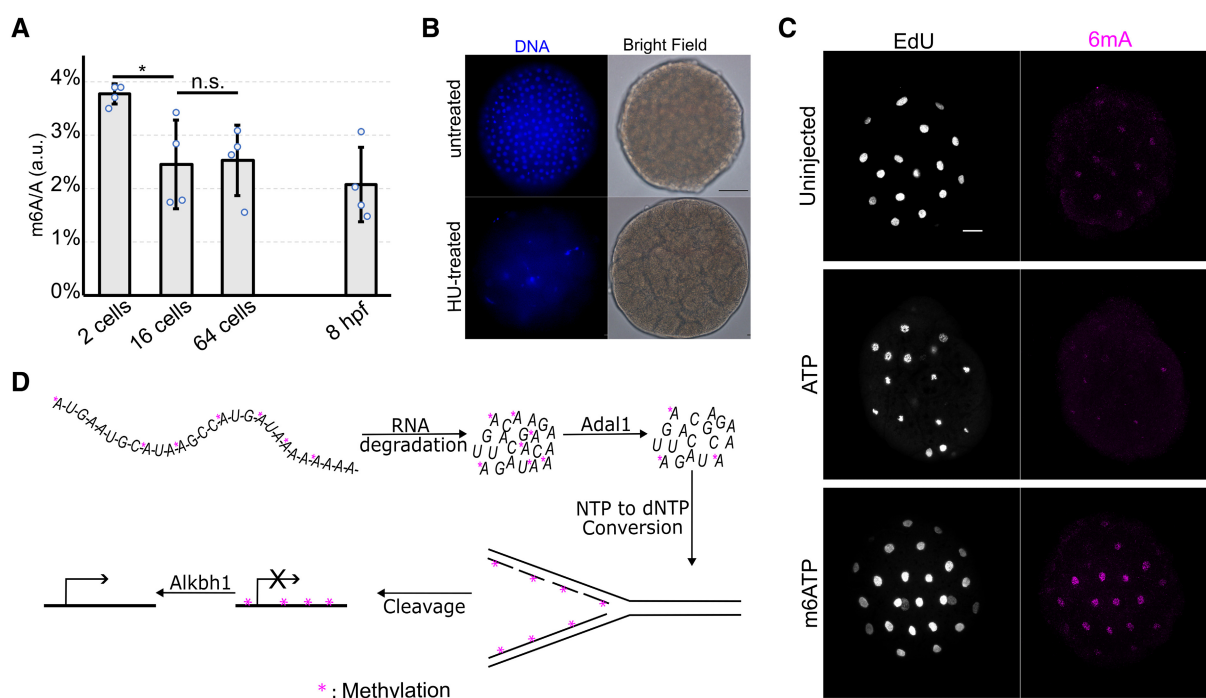 A
m6A/A (a.u.)
4%
3%
2%
1%
0%
*
n.s.
2 cells
16 cells
64 cells
8 hpf
B
DNA
Bright Field
untreated
HU-treated
C
EdU
6mA
Uninjected
ATP
m6ATP
D
RNA
degradation
Adal1
NTP to dNTP
Conversion
Cleavage
Alkbh1
X
* : Methylation